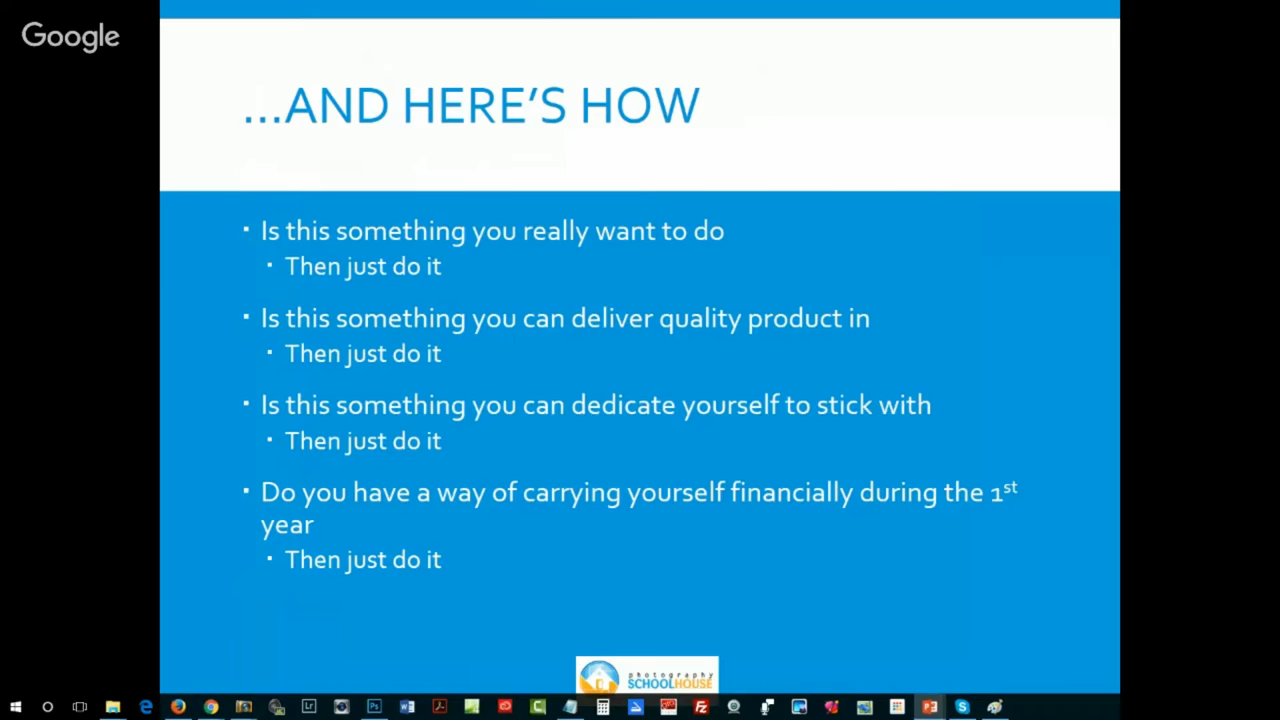 Google
...AND HERE'S HOW
Is this something you really want to do
Then just do it
Is this something you can deliver quality product in
Then just do it
Is this something you can dedicate yourself to stick with
Then just do it
Do you have a way of carrying yourself financially during the 1st
year
Then just do it
photography
SCHOOLHOUSE
Lr
Ps